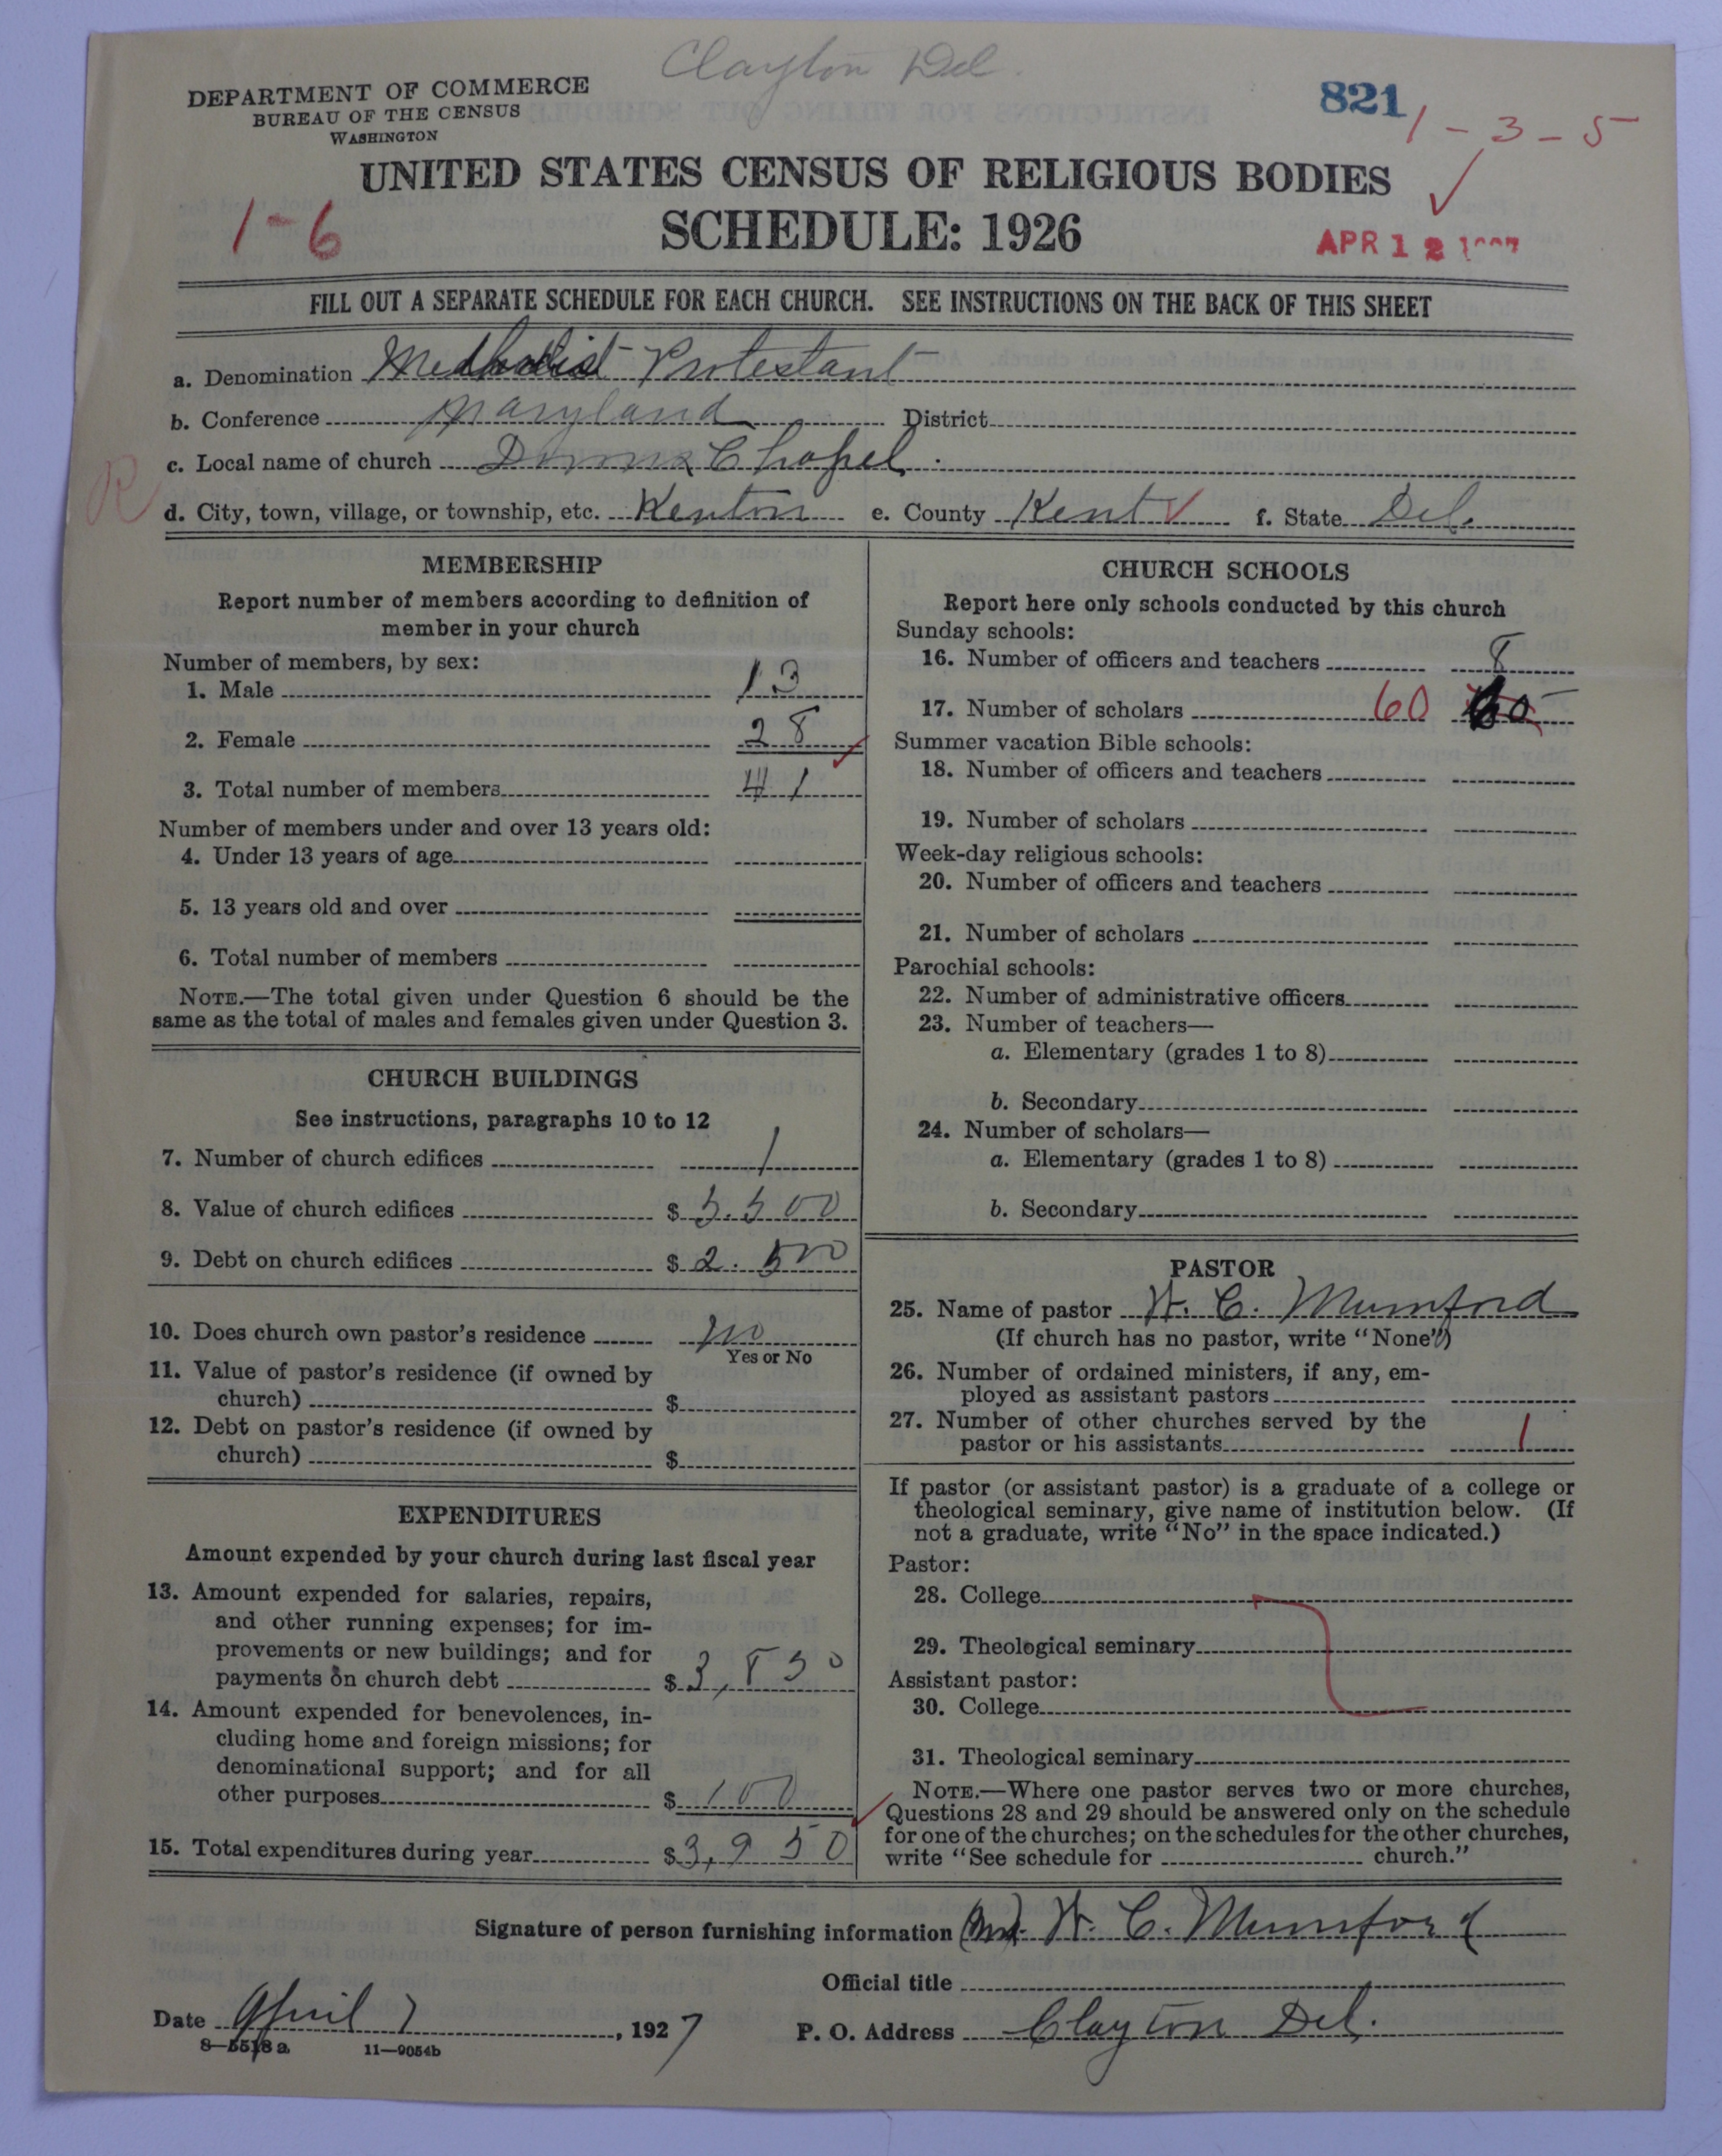 Clayton Del.
DEPARTMENT OF COMMERCE
BUREAU OF THE CENSUS
WASHINGTON
821
1-3-5
UNITED STATES CENSUS OF RELIGIOUS BODIES
1-6
SCHEDULE: 1926
APR 12
FILL OUT A SEPARATE SCHEDULE FOR EACH CHURCH. SEE INSTRUCTIONS ON THE BACK OF THIS SHEET
a. Denomination Methodist Protestant
b. Conference Maryland District
c. Local name of church Chapel
R
d. City, town, village, or township, etc. Kenton e. County Kent f. State Del.
MEMBERSHIP
Report number of members according to definition of
member in your church
Number of members, by sex:
1. Male 13
2. Female 28
3. Total number of members 41
Number of members under and over 13 years old:
4. Under 13 years of age
5. 13 years old and over
6. Total number of members
NOTE.—The total given under Question 6 should be the
same as the total of males and females given under Question 3.
CHURCH BUILDINGS
See instructions, paragraphs 10 to 12
7. Number of church edifices 1
8. Value of church edifices $ 5.500
9. Debt on church edifices $ 2.500
10. Does church own pastor's residence no
Yes or No
11. Value of pastor's residence (if owned by
church) $
12. Debt on pastor's residence (if owned by
church) $
EXPENDITURES
Amount expended by your church during last fiscal year
13. Amount expended for salaries, repairs,
and other running expenses; for im-
provements or new buildings; and for
payments on church debt $ 3,850
14. Amount expended for benevolences, in-
cluding home and foreign missions; for
denominational support; and for all
other purposes $ 100
15. Total expenditures during year $ 3,950
CHURCH SCHOOLS
Report here only schools conducted by this church
Sunday schools:
16. Number of officers and teachers 8
17. Number of scholars 60
Summer vacation Bible schools:
18. Number of officers and teachers
19. Number of scholars
Week-day religious schools:
20. Number of officers and teachers
21. Number of scholars
Parochial schools:
22. Number of administrative officers
23. Number of teachers—
a. Elementary (grades 1 to 8)
b. Secondary
24. Number of scholars—
a. Elementary (grades 1 to 8)
b. Secondary
PASTOR
25. Name of pastor W. C. Mumford
(If church has no pastor, write "None")
26. Number of ordained ministers, if any, em-
ployed as assistant pastors
27. Number of other churches served by the
pastor or his assistants 1
If pastor (or assistant pastor) is a graduate of a college or
theological seminary, give name of institution below. (If
not a graduate, write "No" in the space indicated.)
Pastor:
28. College
29. Theological seminary
Assistant pastor:
30. College
31. Theological seminary
NOTE.—Where one pastor serves two or more churches,
Questions 28 and 29 should be answered only on the schedule
for one of the churches; on the schedules for the other churches,
write "See schedule for church."
Signature of person furnishing information W. C. Mumford
Official title
Date April 7, 1927
P. O. Address Clayton Del.
8—5518 a 11—9054b